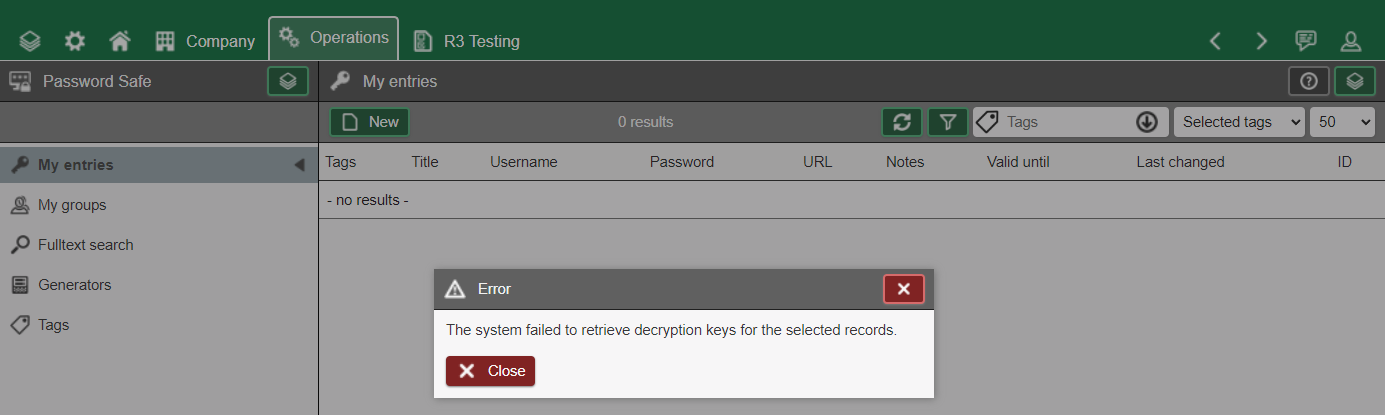 Company Operations R3 Testing
Password Safe
My entries
New 0 results Tags Selected tags 50
My entries
My groups
Fulltext search
Generators
Tags
Tags Title Username Password URL Notes Valid until Last changed ID
- no results -
Error
The system failed to retrieve decryption keys for the selected records.
Close